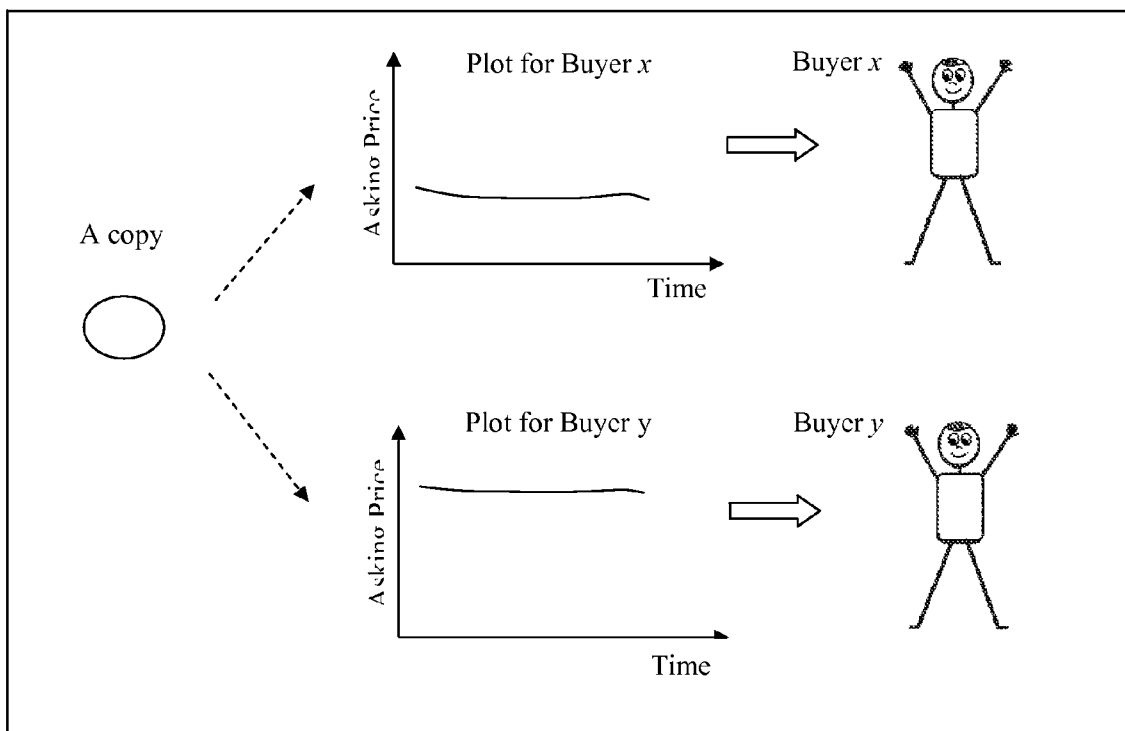 Plot for Buyer x
Buyer x
Asking Price
A copy
Time
Plot for Buyer y
Buyer y
Asking Price
Time